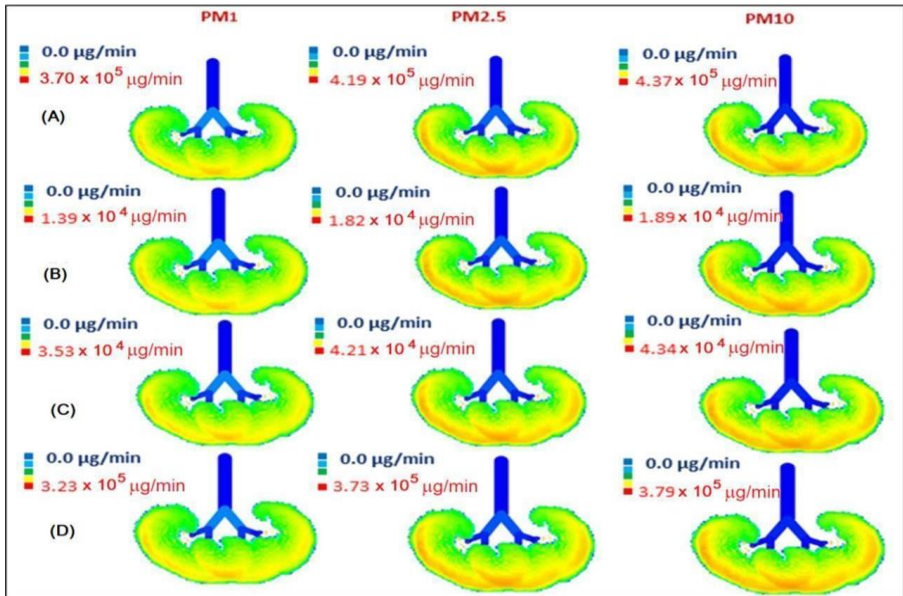 PM1 PM2.5 PM10
0.0 µg/min 0.0 µg/min 0.0 µg/min
3.70 x 10⁵ µg/min 4.19 x 10⁵ µg/min 4.37 x 10⁵ µg/min
(A)
0.0 µg/min 0.0 µg/min 0.0 µg/min
1.39 x 10⁴ µg/min 1.82 x 10⁴ µg/min 1.89 x 10⁴ µg/min
(B)
0.0 µg/min 0.0 µg/min 0.0 µg/min
3.53 x 10⁴ µg/min 4.21 x 10⁴ µg/min 4.34 x 10⁴ µg/min
(C)
0.0 µg/min 0.0 µg/min 0.0 µg/min
3.23 x 10⁵ µg/min 3.73 x 10⁵ µg/min 3.79 x 10⁵ µg/min
(D)